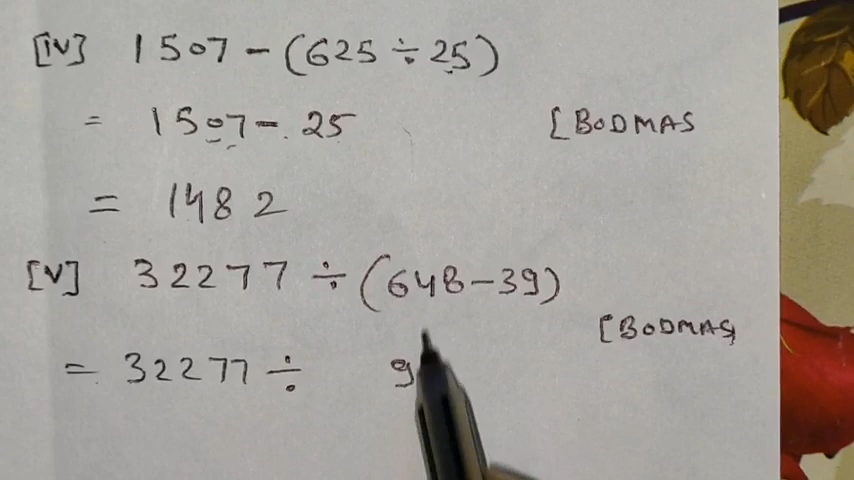 [iv] 1507 - (625 ÷ 25)
= 1507 - 25 [BODMAS
= 1482
[v] 32277 ÷ (648 - 39)
[BODMAS
= 32277 ÷ 9